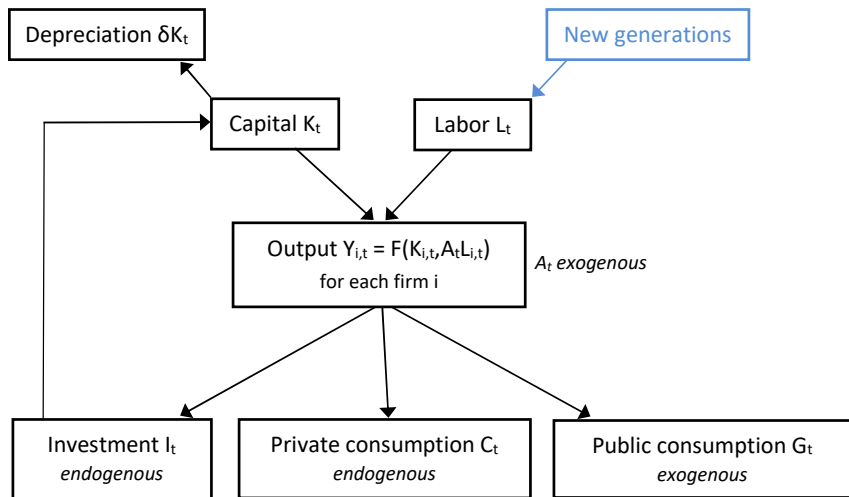 Depreciation δKₜ
New generations
Capital Kₜ
Labor Lₜ
Output Yᵢ,ₜ = F(Kᵢ,ₜ,AₜLᵢ,ₜ)
for each firm i
Aₜ exogenous
Investment Iₜ
endogenous
Private consumption Cₜ
endogenous
Public consumption Gₜ
exogenous